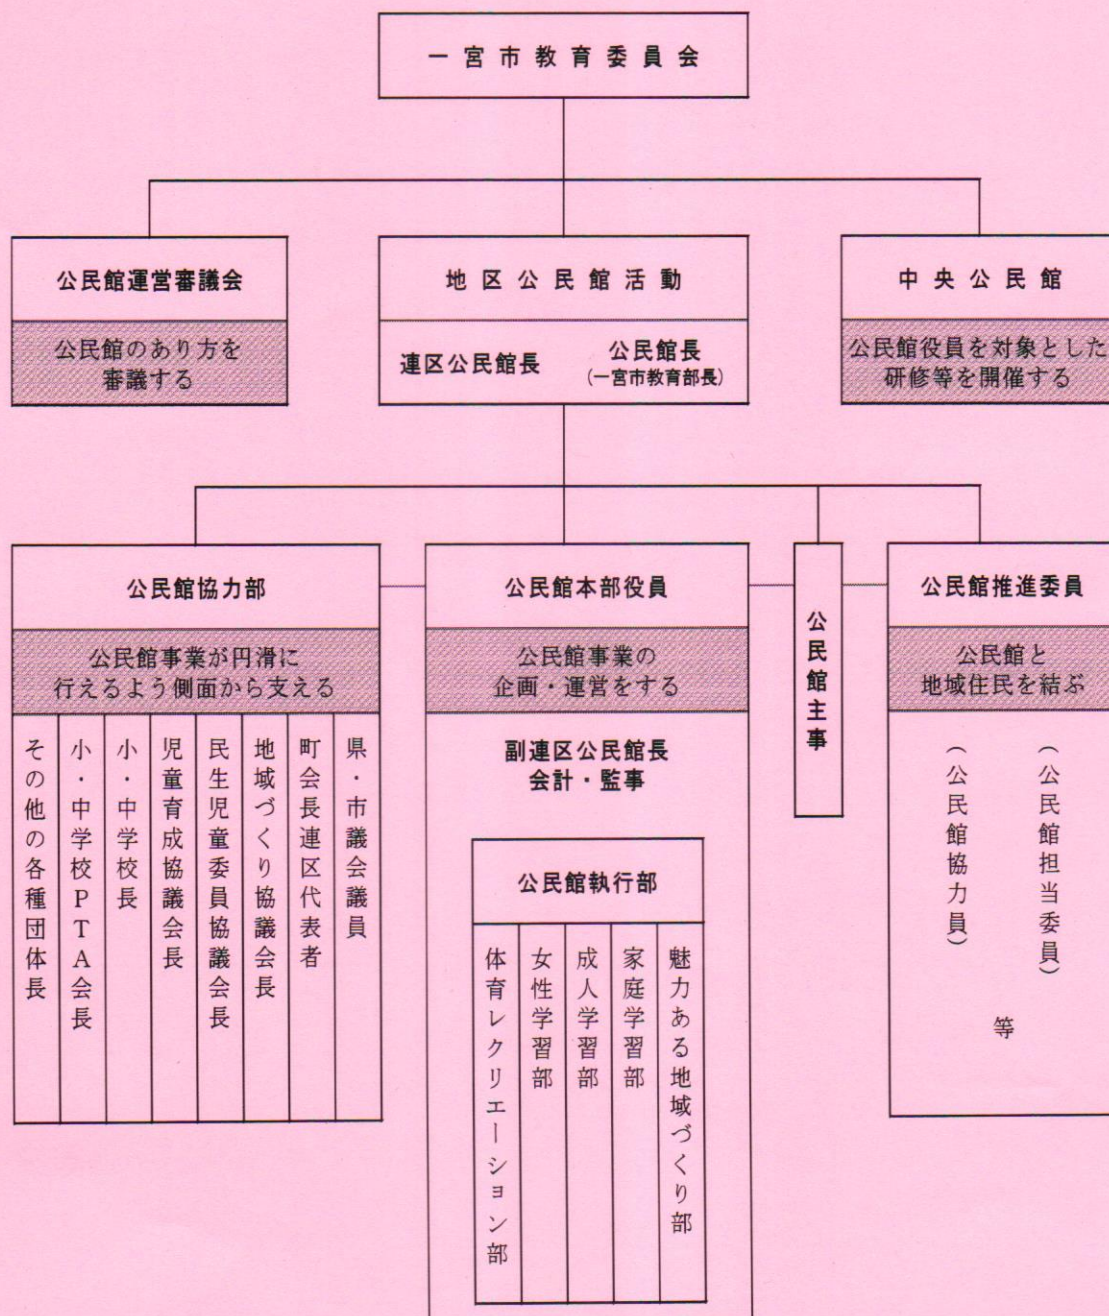 一宮市教育委員会
公民館運営審議会
公民館のあり方を
審議する
地区公民館活動
連区公民館長
公民館長
(一宮市教育部長)
中央公民館
公民館役員を対象とした
研修等を開催する
公民館協力部
公民館事業が円滑に
行えるよう側面から支える
県・市議会議員
町会長連区代表者
地域づくり協議会長
民生児童委員協議会長
児童育成協議会長
小・中学校長
小・中学校PTA会長
その他の各種団体長
公民館本部役員
公民館事業の
企画・運営をする
副連区公民館長
会計・監事
公民館執行部
魅力ある地域づくり部
家庭学習部
成人学習部
女性学習部
体育レクリエーション部
公民館主事
公民館推進委員
公民館と
地域住民を結ぶ
(公民館担当委員)
(公民館協力員)
等